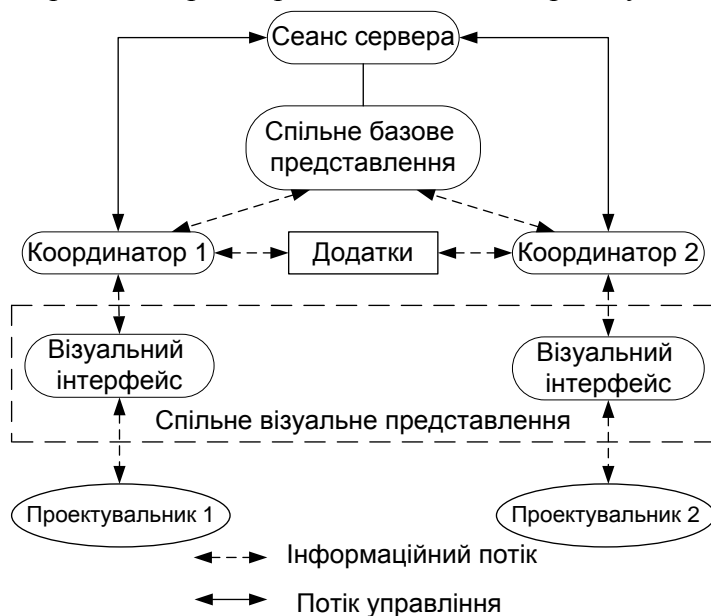 Сеанс сервера
Спільне базове
представлення
Координатор 1
Додатки
Координатор 2
Візуальний
інтерфейс
Візуальний
інтерфейс
Спільне візуальне представлення
Проектувальник 1
Проектувальник 2
Інформаційний потік
Потік управління